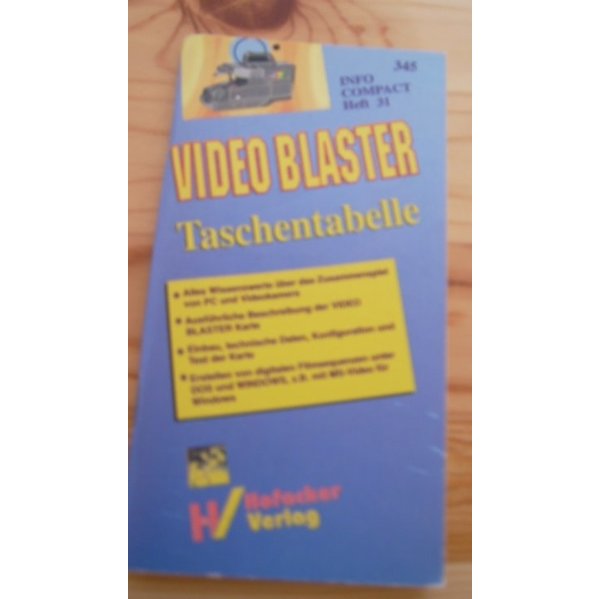 345
INFO
COMPACT
Heft 31
VIDEO BLASTER
Taschentabelle
Alles Wissenswerte über das Zusammenspiel
von PC und Videokamera
Ausführliche Beschreibung der VIDEO
BLASTER Karte
Einbau, technische Daten, Konfiguration und
Test der Karte
Erstellen von digitalen Filmsequenzen unter
DOS und WINDOWS, z.B. mit MS-Video für
Windows
Hofacker
Verlag